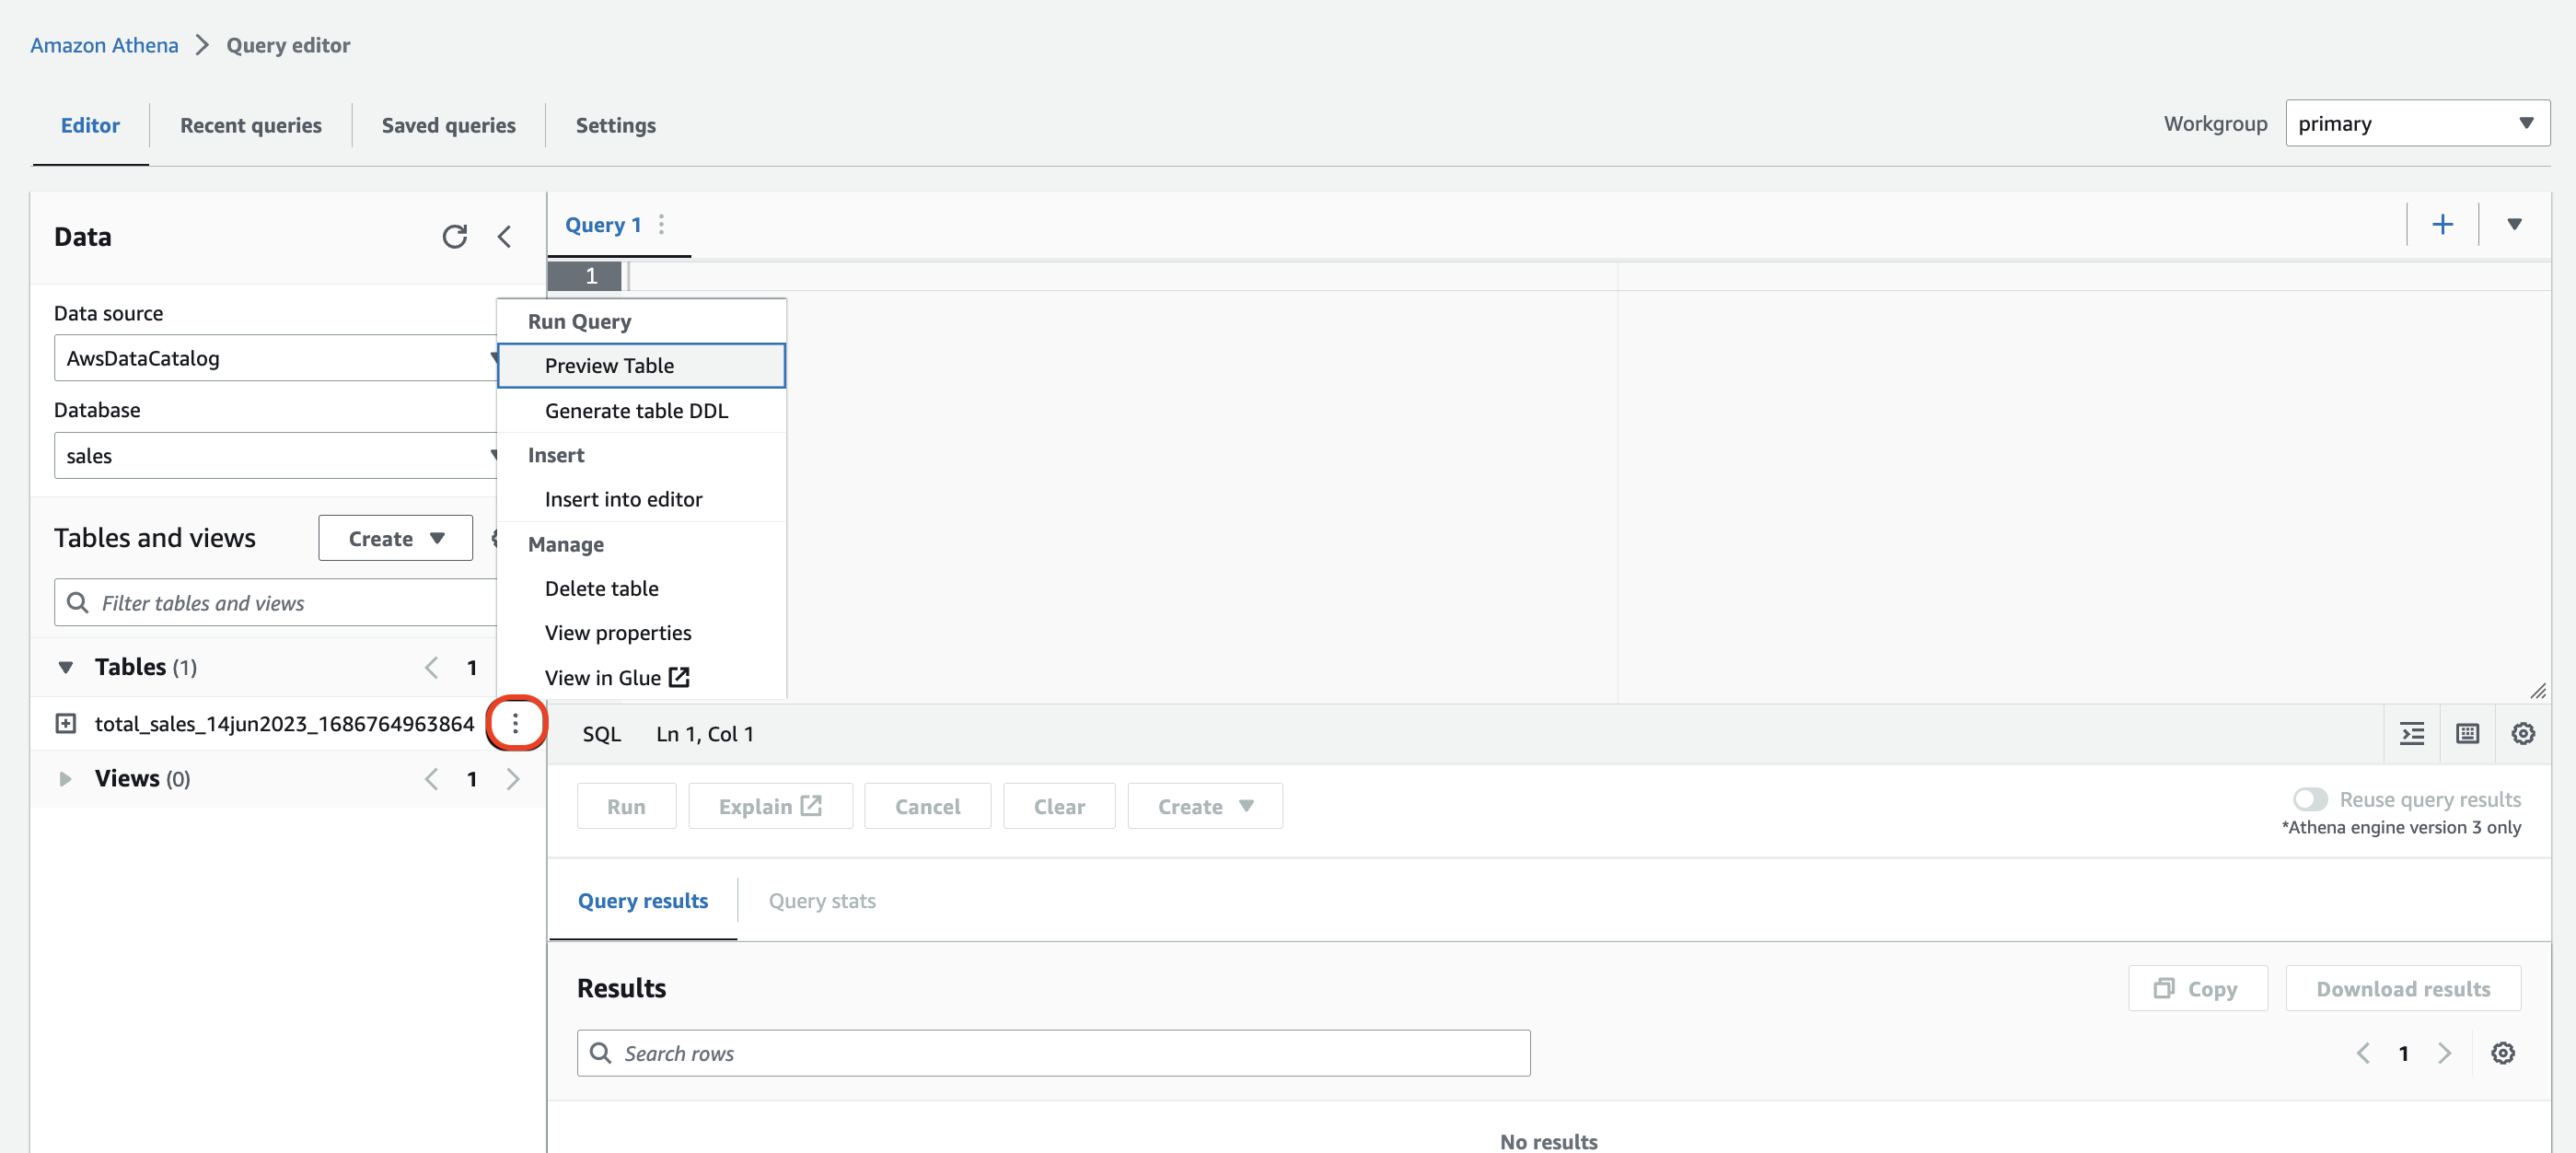 Amazon Athena > Query editor
Editor
Recent queries
Saved queries
Settings
Workgroup
primary
Data
Data source
AwsDataCatalog
Database
sales
Tables and views
Create
Filter tables and views
Tables (1)
1
total_sales_14jun2023_1686764963864
Views (0)
1
Query 1
1
Run Query
Preview Table
Generate table DDL
Insert
Insert into editor
Manage
Delete table
View properties
View in Glue
SQL
Ln 1, Col 1
Run
Explain
Cancel
Clear
Create
Reuse query results
*Athena engine version 3 only
Query results
Query stats
Results
Copy
Download results
Search rows
1
No results